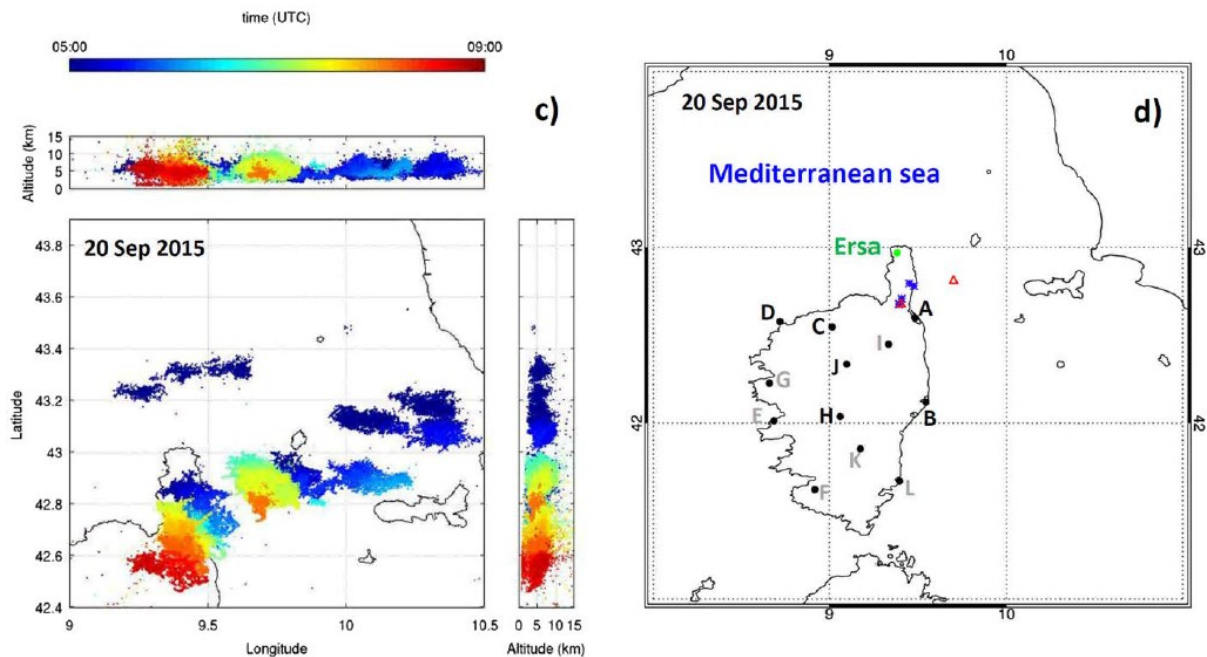 time (UTC)
05:00 09:00
c)
Altitude (km)
15
10
5
0
20 Sep 2015
Latitude
43.8
43.6
43.4
43.2
43
42.8
42.6
42.4
9 9.5 10 10.5
Longitude
0 5 10 15
Altitude (km)
9 10
20 Sep 2015
d)
Mediterranean sea
43 43
Ersa
A
D
C
I
J
G
B
E
H
42 42
K
L
F
9 10